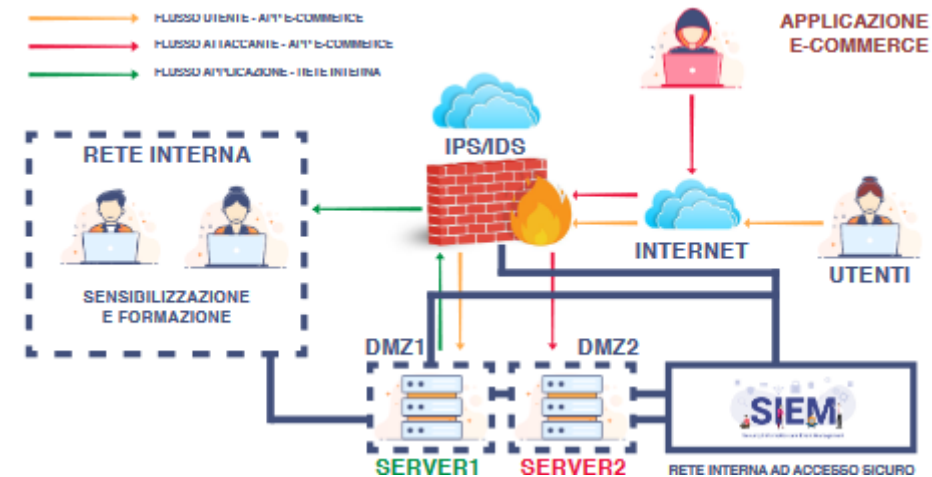 FLUSSO UTENTE - APP E-COMMERCE
FLUSSO ATTACCANTE - APP E-COMMERCE
FLUSSO APPLICAZIONE - RETE INTERNA
APPLICAZIONE
E-COMMERCE
IPS/IDS
RETE INTERNA
INTERNET
UTENTI
SENSIBILIZZAZIONE
E FORMAZIONE
DMZ1
DMZ2
SIEM
SERVER1
SERVER2
RETE INTERNA AD ACCESSO SICURO